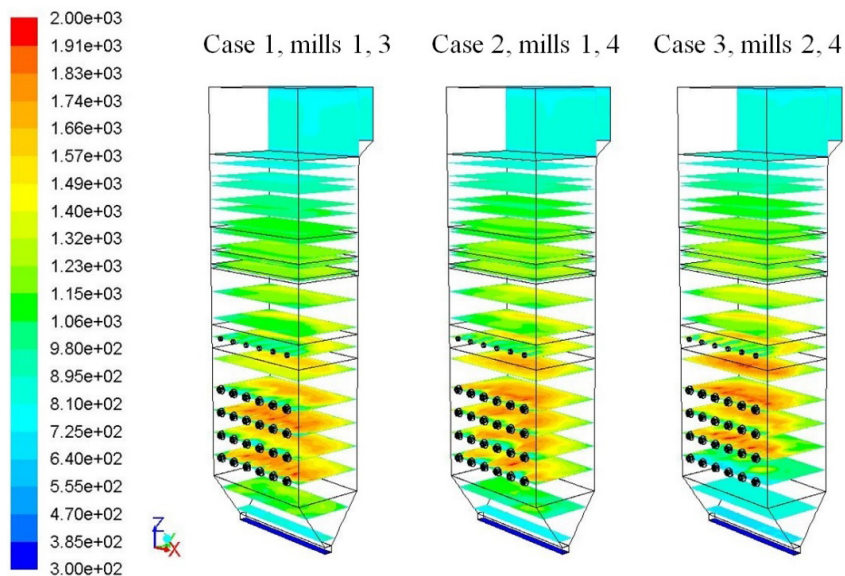 2.00e+03
1.91e+03
1.83e+03
1.74e+03
1.66e+03
1.57e+03
1.49e+03
1.40e+03
1.32e+03
1.23e+03
1.15e+03
1.06e+03
9.80e+02
8.95e+02
8.10e+02
7.25e+02
6.40e+02
5.55e+02
4.70e+02
3.85e+02
3.00e+02
Case 1, mills 1, 3
Case 2, mills 1, 4
Case 3, mills 2, 4
Z
Y
X